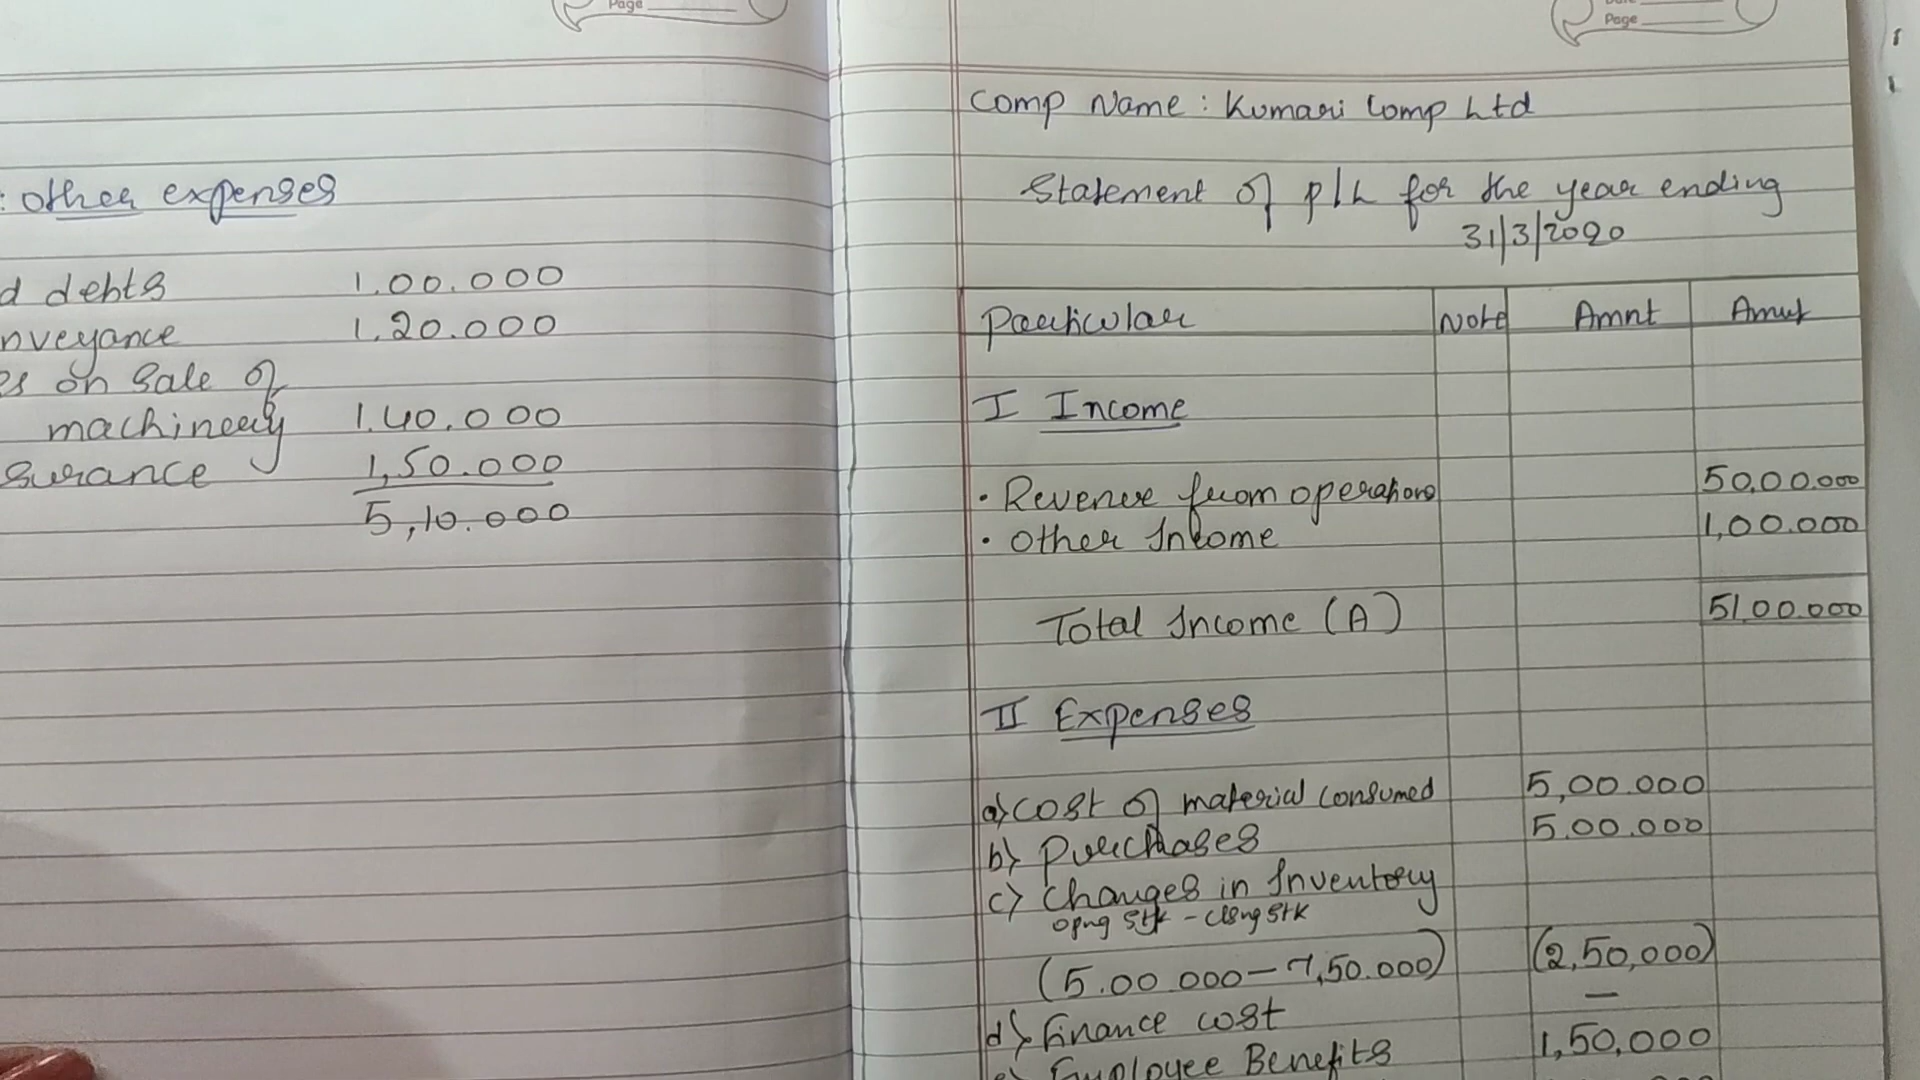 Page
: other expenses
d debts 1.00.000
nveyance 1.20.000
es on sale of
machinery 1.40.000
surance 1,50.000
5,10.000
Page
Comp Name : Kumari Comp Ltd
Statement of P/L for the year ending
31/3/2020
Particular Note Amnt Amnt
I Income
• Revenue from operations 50,00.000
• Other Income 1,00.000
Total Income (A) 51,00.000
II Expenses
a) Cost of material consumed 5,00.000
b) Purchases 5.00.000
c) Changes in Inventory
opng stk - clsng stk
(5.00.000 – 7,50.000) (2,50,000)
d) Finance cost —
e) Employee Benefits 1,50,000